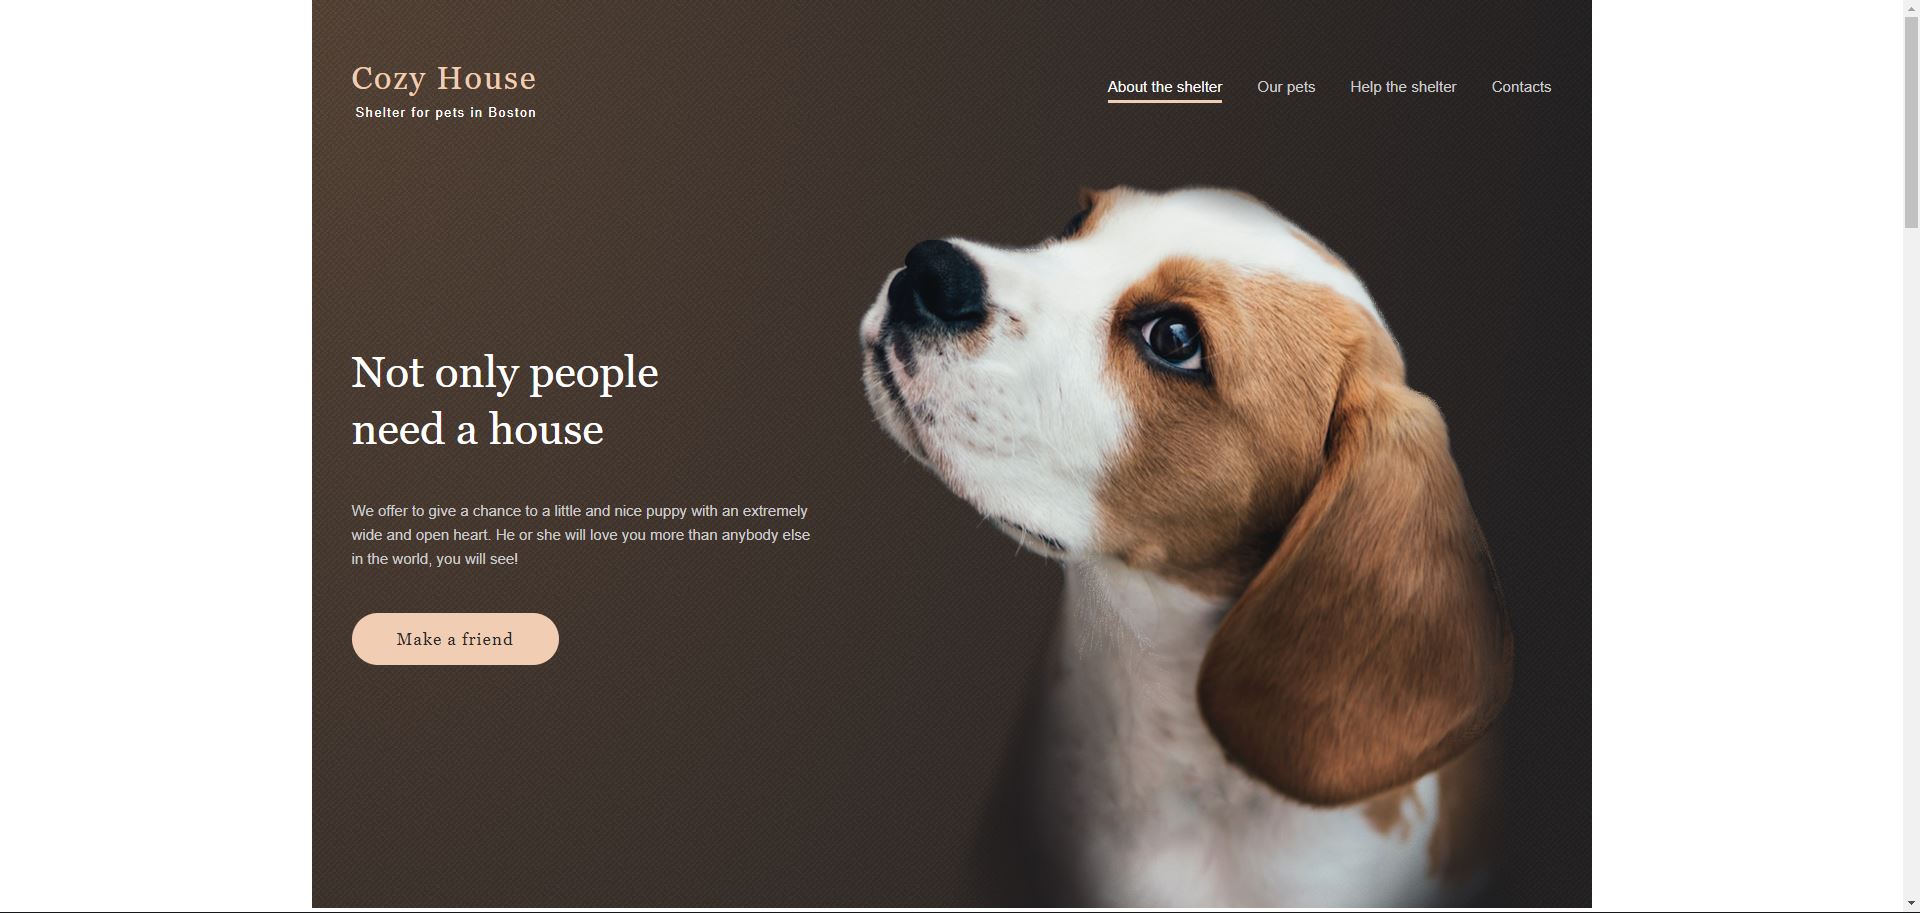 Cozy House
Shelter for pets in Boston
About the shelter Our pets Help the shelter Contacts
Not only people
need a house
We offer to give a chance to a little and nice puppy with an extremely
wide and open heart. He or she will love you more than anybody else
in the world, you will see!
Make a friend